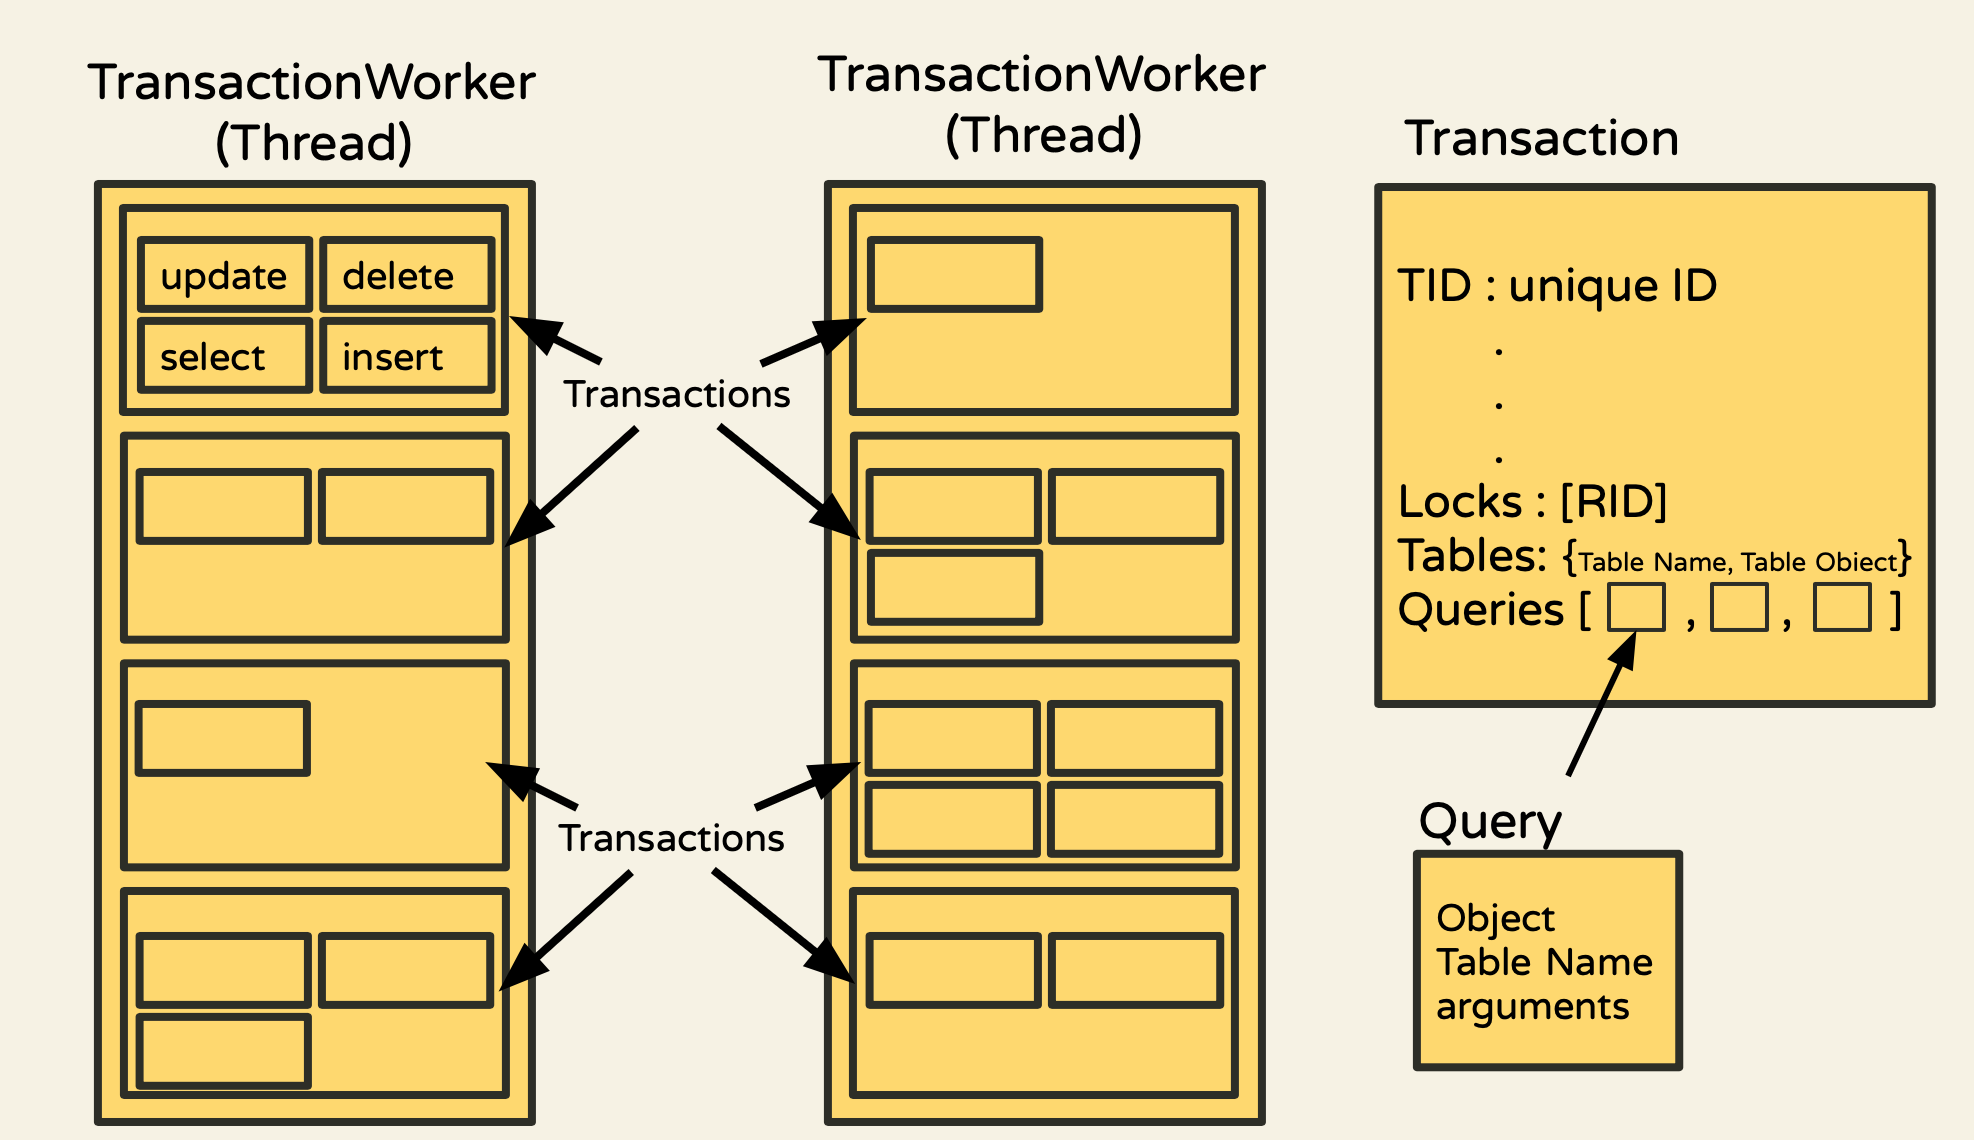 TransactionWorker
(Thread)
update
delete
select
insert
Transactions
Transactions
TransactionWorker
(Thread)
Transaction
TID : unique ID
.
.
.
Locks : [RID]
Tables: {Table Name, Table Obiect}
Queries [ , , ]
Query
Object
Table Name
arguments